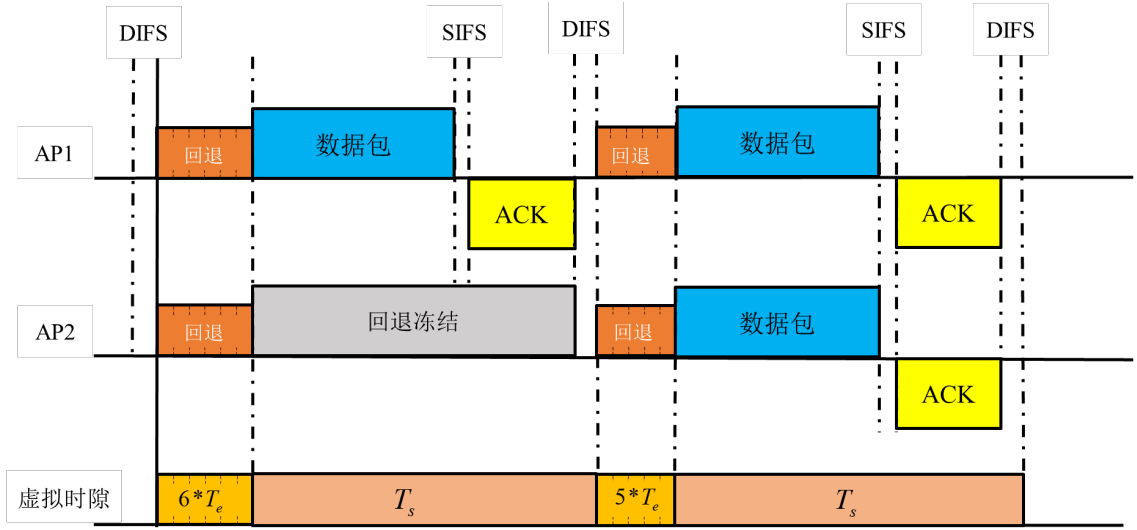 DIFS
SIFS
DIFS
SIFS
DIFS
AP1
回退
数据包
回退
数据包
ACK
ACK
AP2
回退
回退冻结
回退
数据包
ACK
虚拟时隙
6*Te
Ts
5*Te
Ts